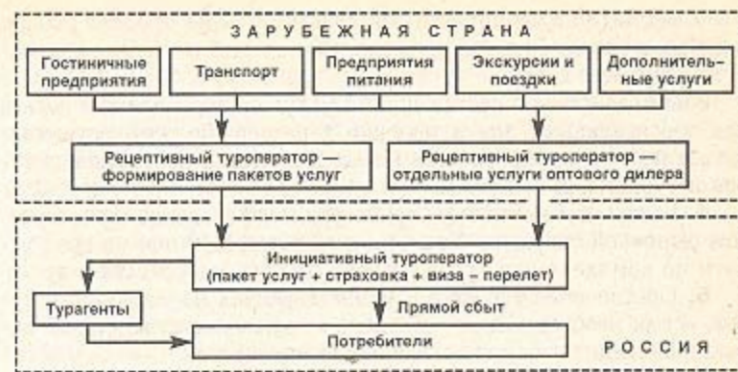 ЗАРУБЕЖНАЯ СТРАНА
Гостиничные
предприятия
Транспорт
Предприятия
питания
Экскурсии и
поездки
Дополнитель-
ные услуги
Рецептивный туроператор —
формирование пакетов услуг
Рецептивный туроператор —
отдельные услуги оптового дилера
Инициативный туроператор
(пакет услуг + страховка + виза – перелет)
Турагенты
Прямой сбыт
Потребители
РОССИЯ